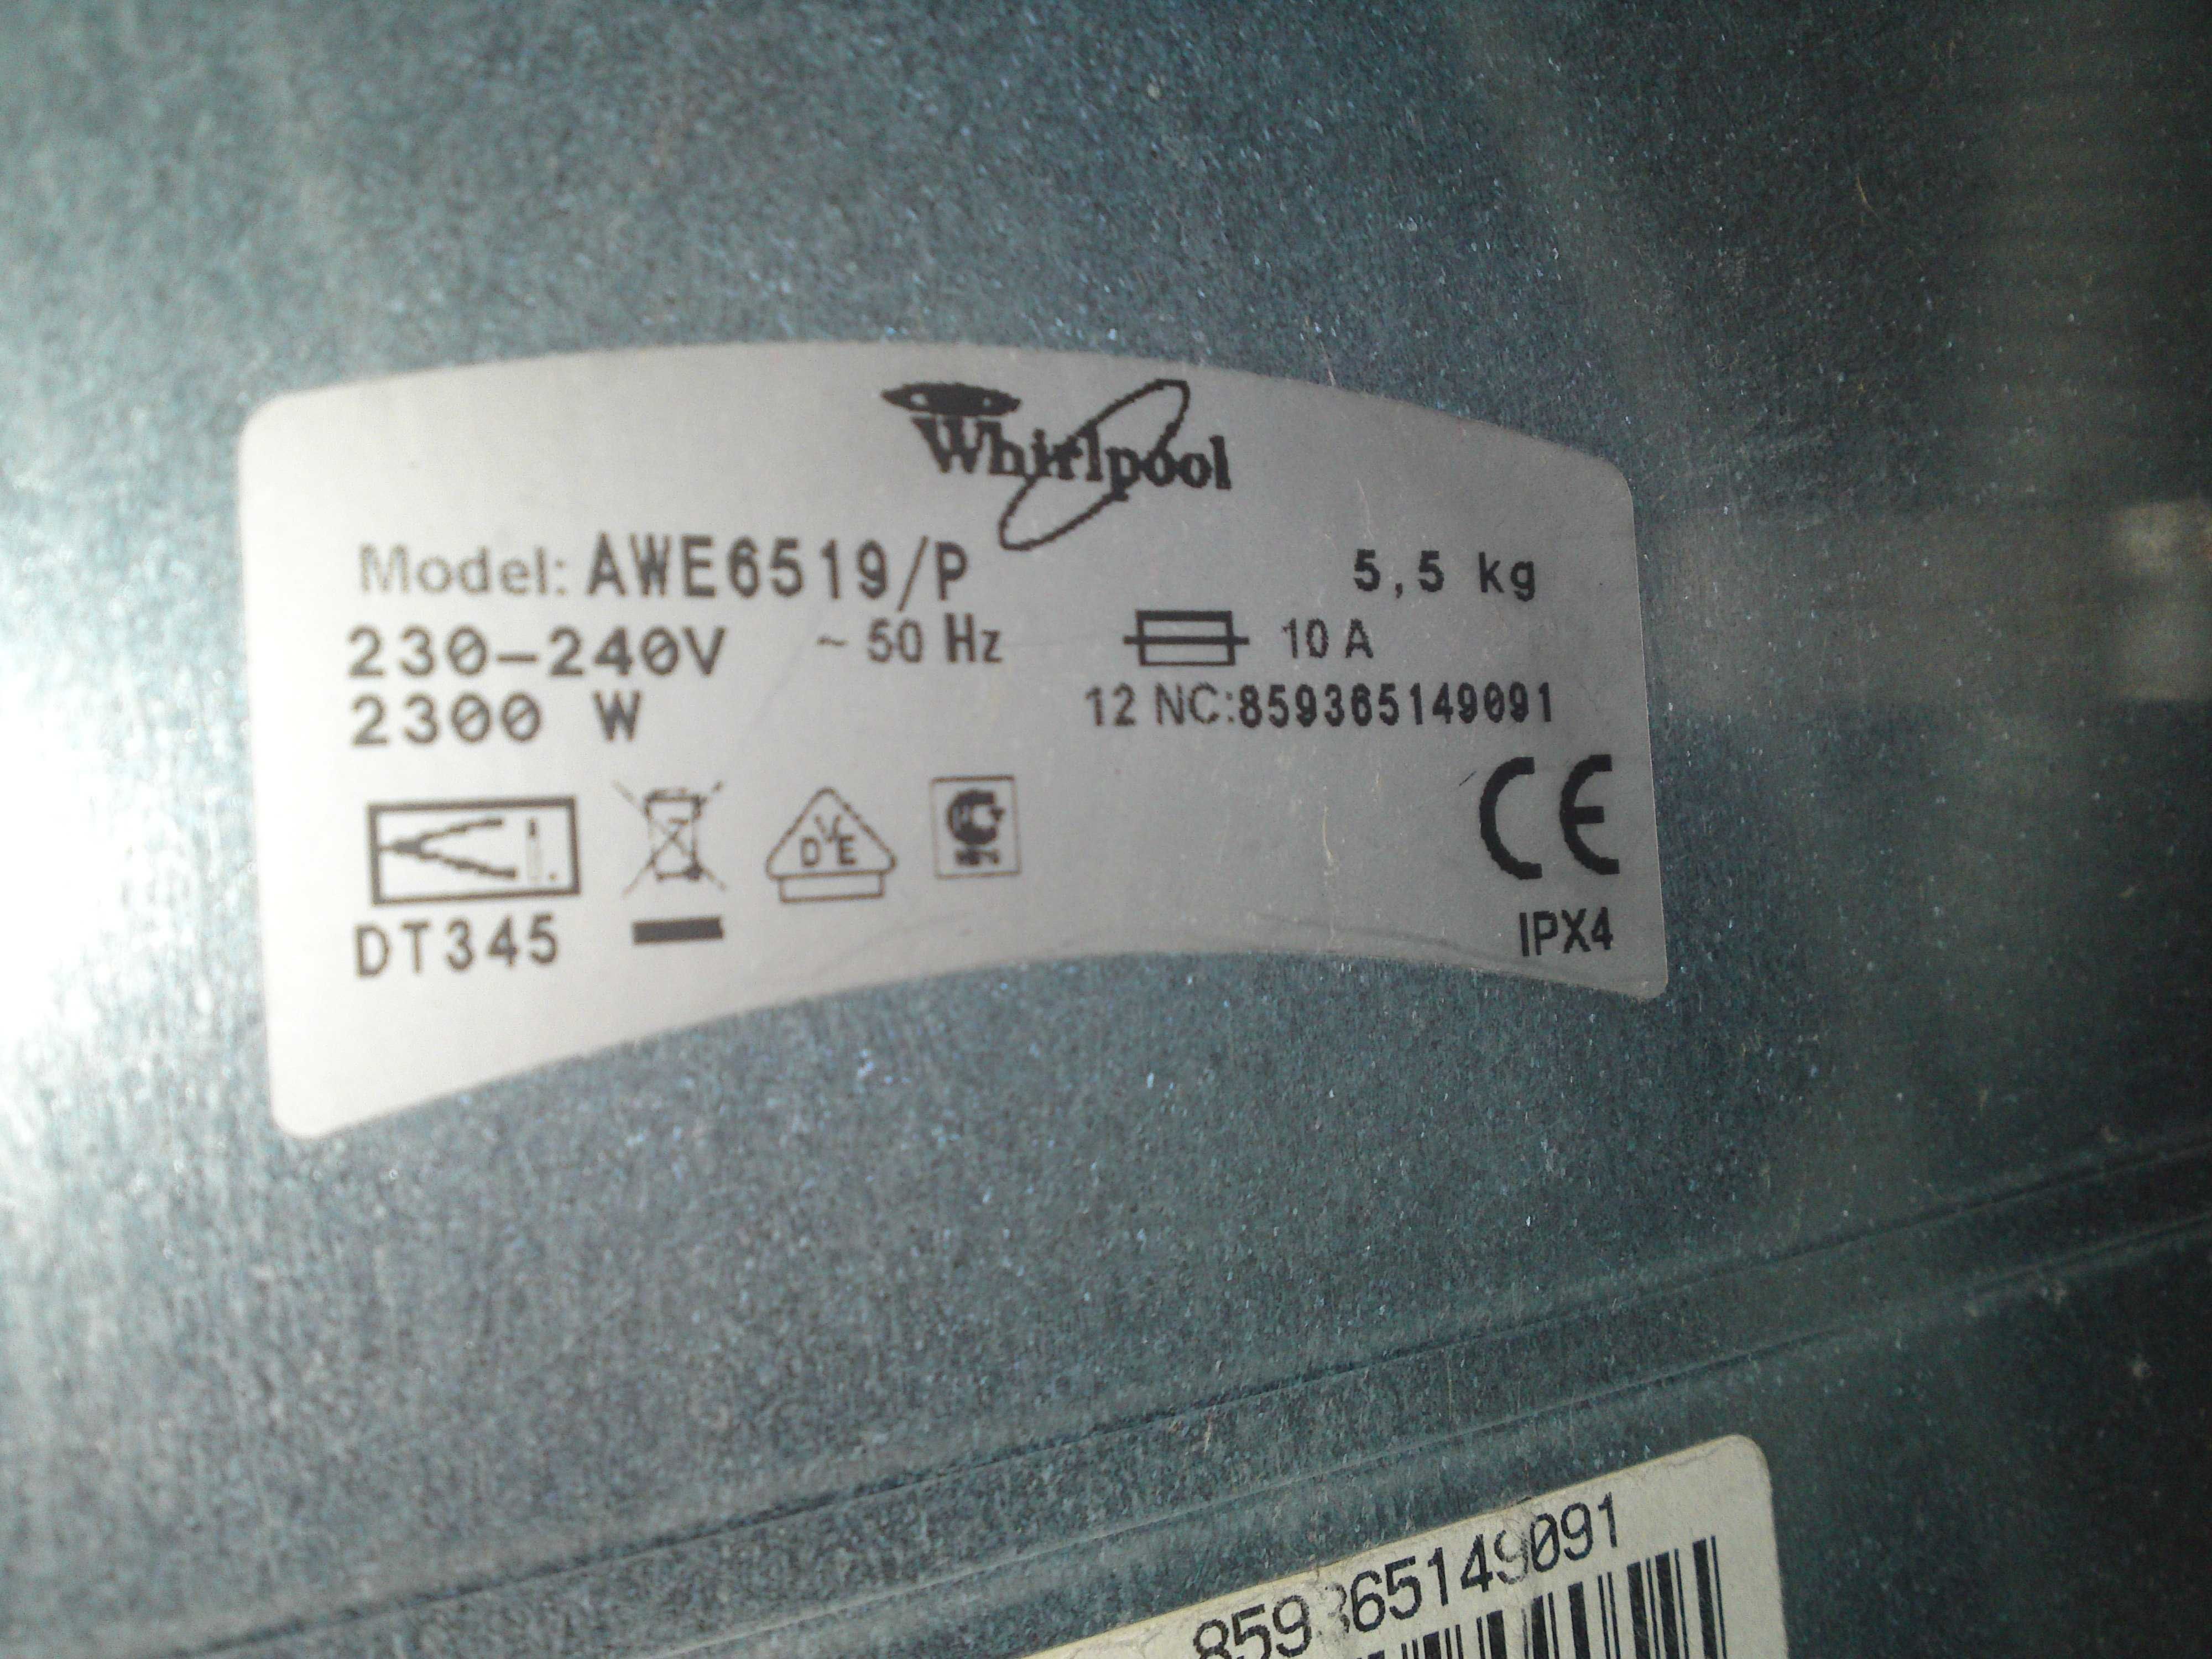 Whirlpool
Model: AWE6519/P
5,5 kg
230-240V ~ 50 Hz
10 A
2300 W
12 NC:859365149091
DVE
CE
DT345
IPX4
859365149091